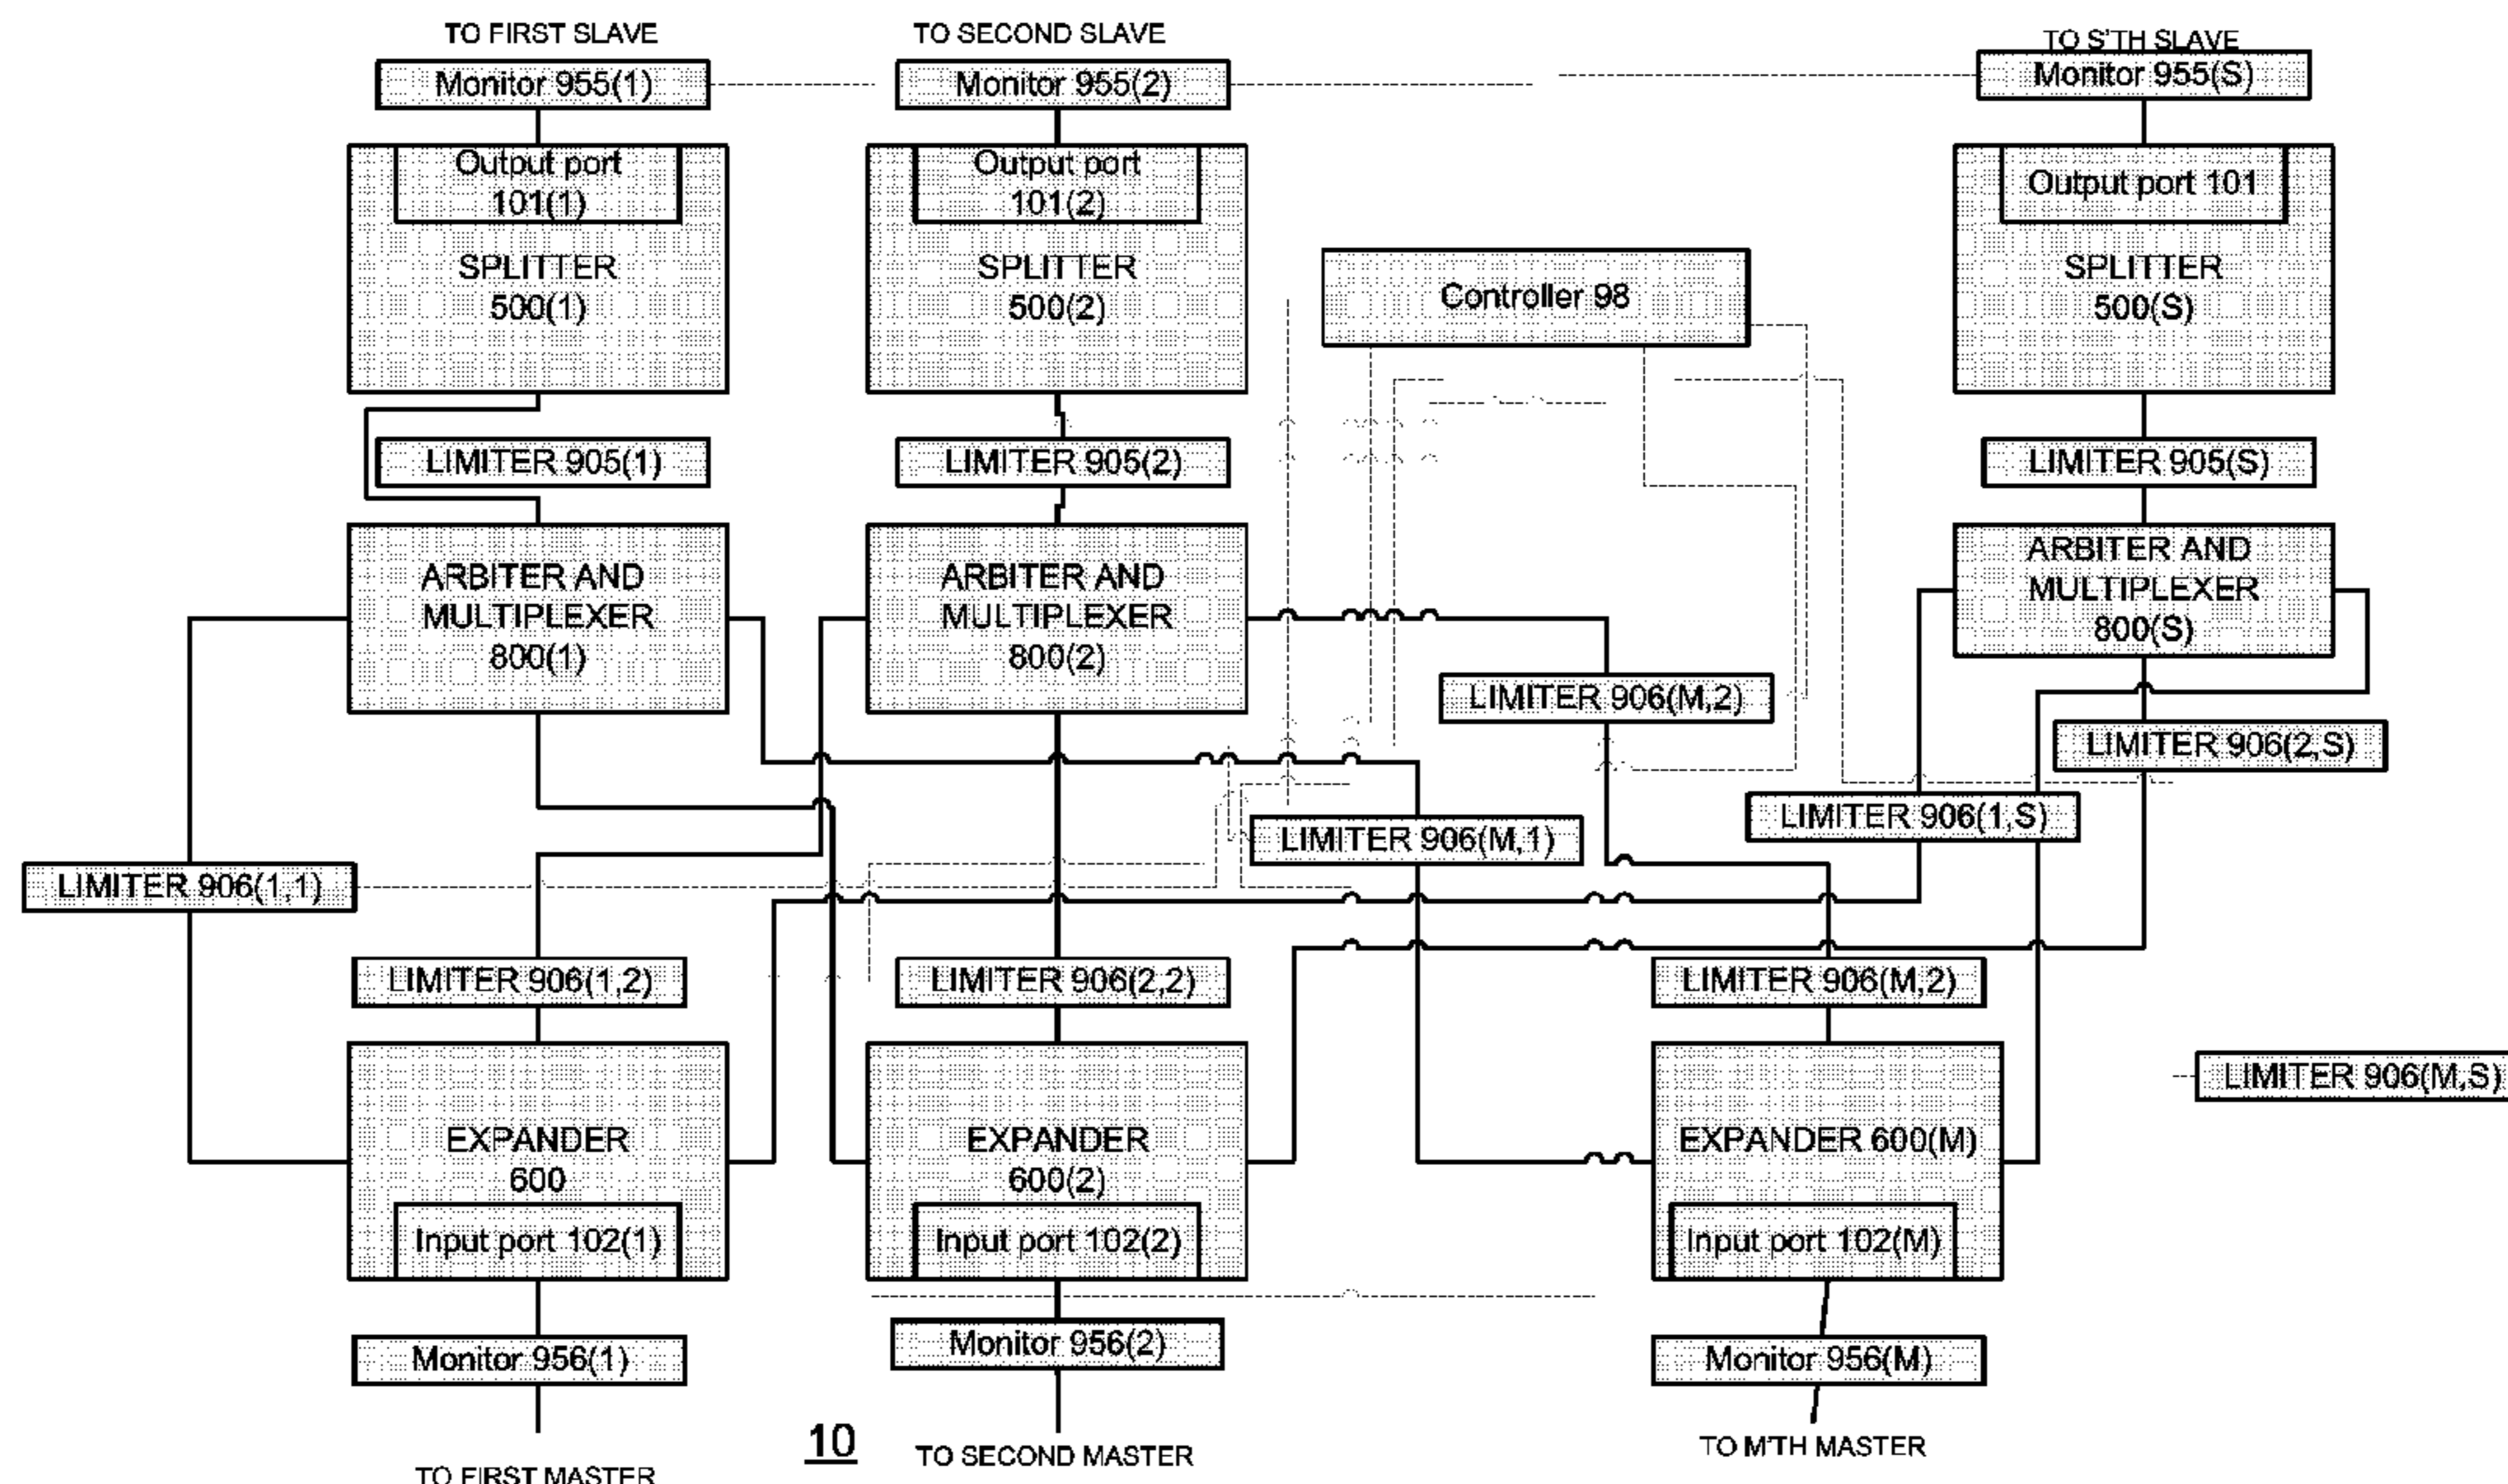 TO FIRST SLAVE
TO SECOND SLAVE
TO S'TH SLAVE
Monitor 955(1)
Monitor 955(2)
Monitor 955(S)
Output port
101(1)
SPLITTER
500(1)
Output port
101(2)
SPLITTER
500(2)
Output port 101
SPLITTER
500(S)
Controller 98
LIMITER 905(1)
LIMITER 905(2)
LIMITER 905(S)
ARBITER AND
MULTIPLEXER
800(1)
ARBITER AND
MULTIPLEXER
800(2)
ARBITER AND
MULTIPLEXER
800(S)
LIMITER 906(M,2)
LIMITER 906(2,S)
LIMITER 906(1,S)
LIMITER 906(M,1)
LIMITER 906(1,1)
LIMITER 906(1,2)
LIMITER 906(2,2)
LIMITER 906(M,2)
LIMITER 906(M,S)
EXPANDER
600
Input port 102(1)
EXPANDER
600(2)
Input port 102(2)
EXPANDER 600(M)
Input port 102(M)
Monitor 956(1)
Monitor 956(2)
Monitor 956(M)
10
TO FIRST MASTER
TO SECOND MASTER
TO M'TH MASTER